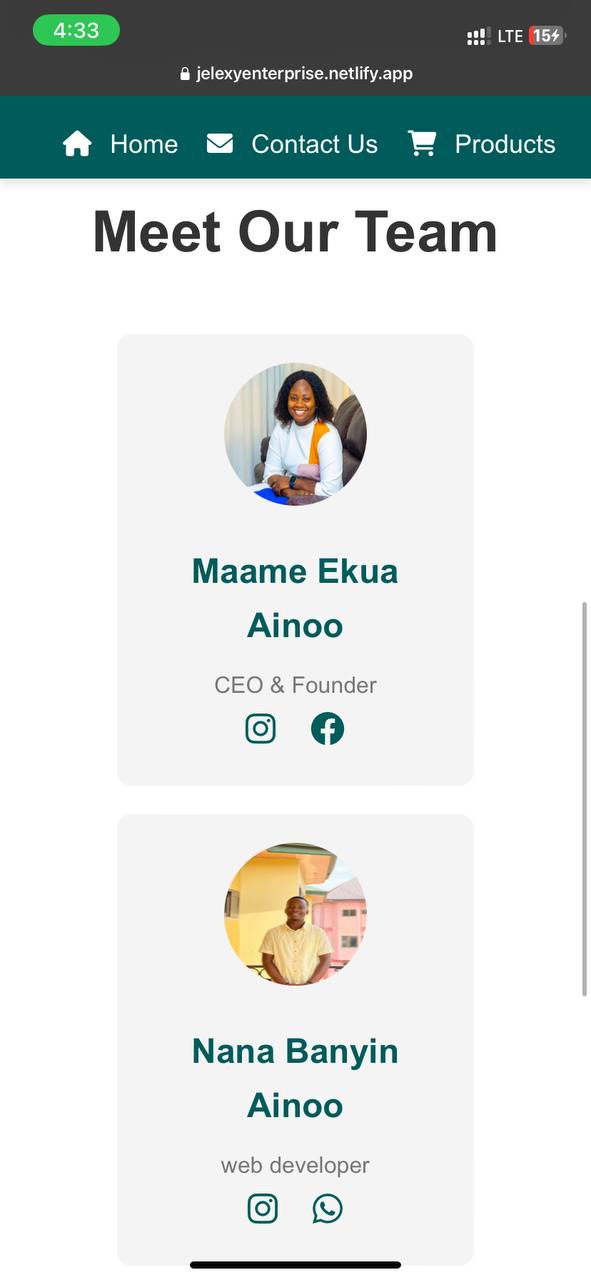 4:33
LTE 15
jelexyenterprise.netlify.app
Home Contact Us Products
Meet Our Team
Maame Ekua
Ainoo
CEO & Founder
Nana Banyin
Ainoo
web developer